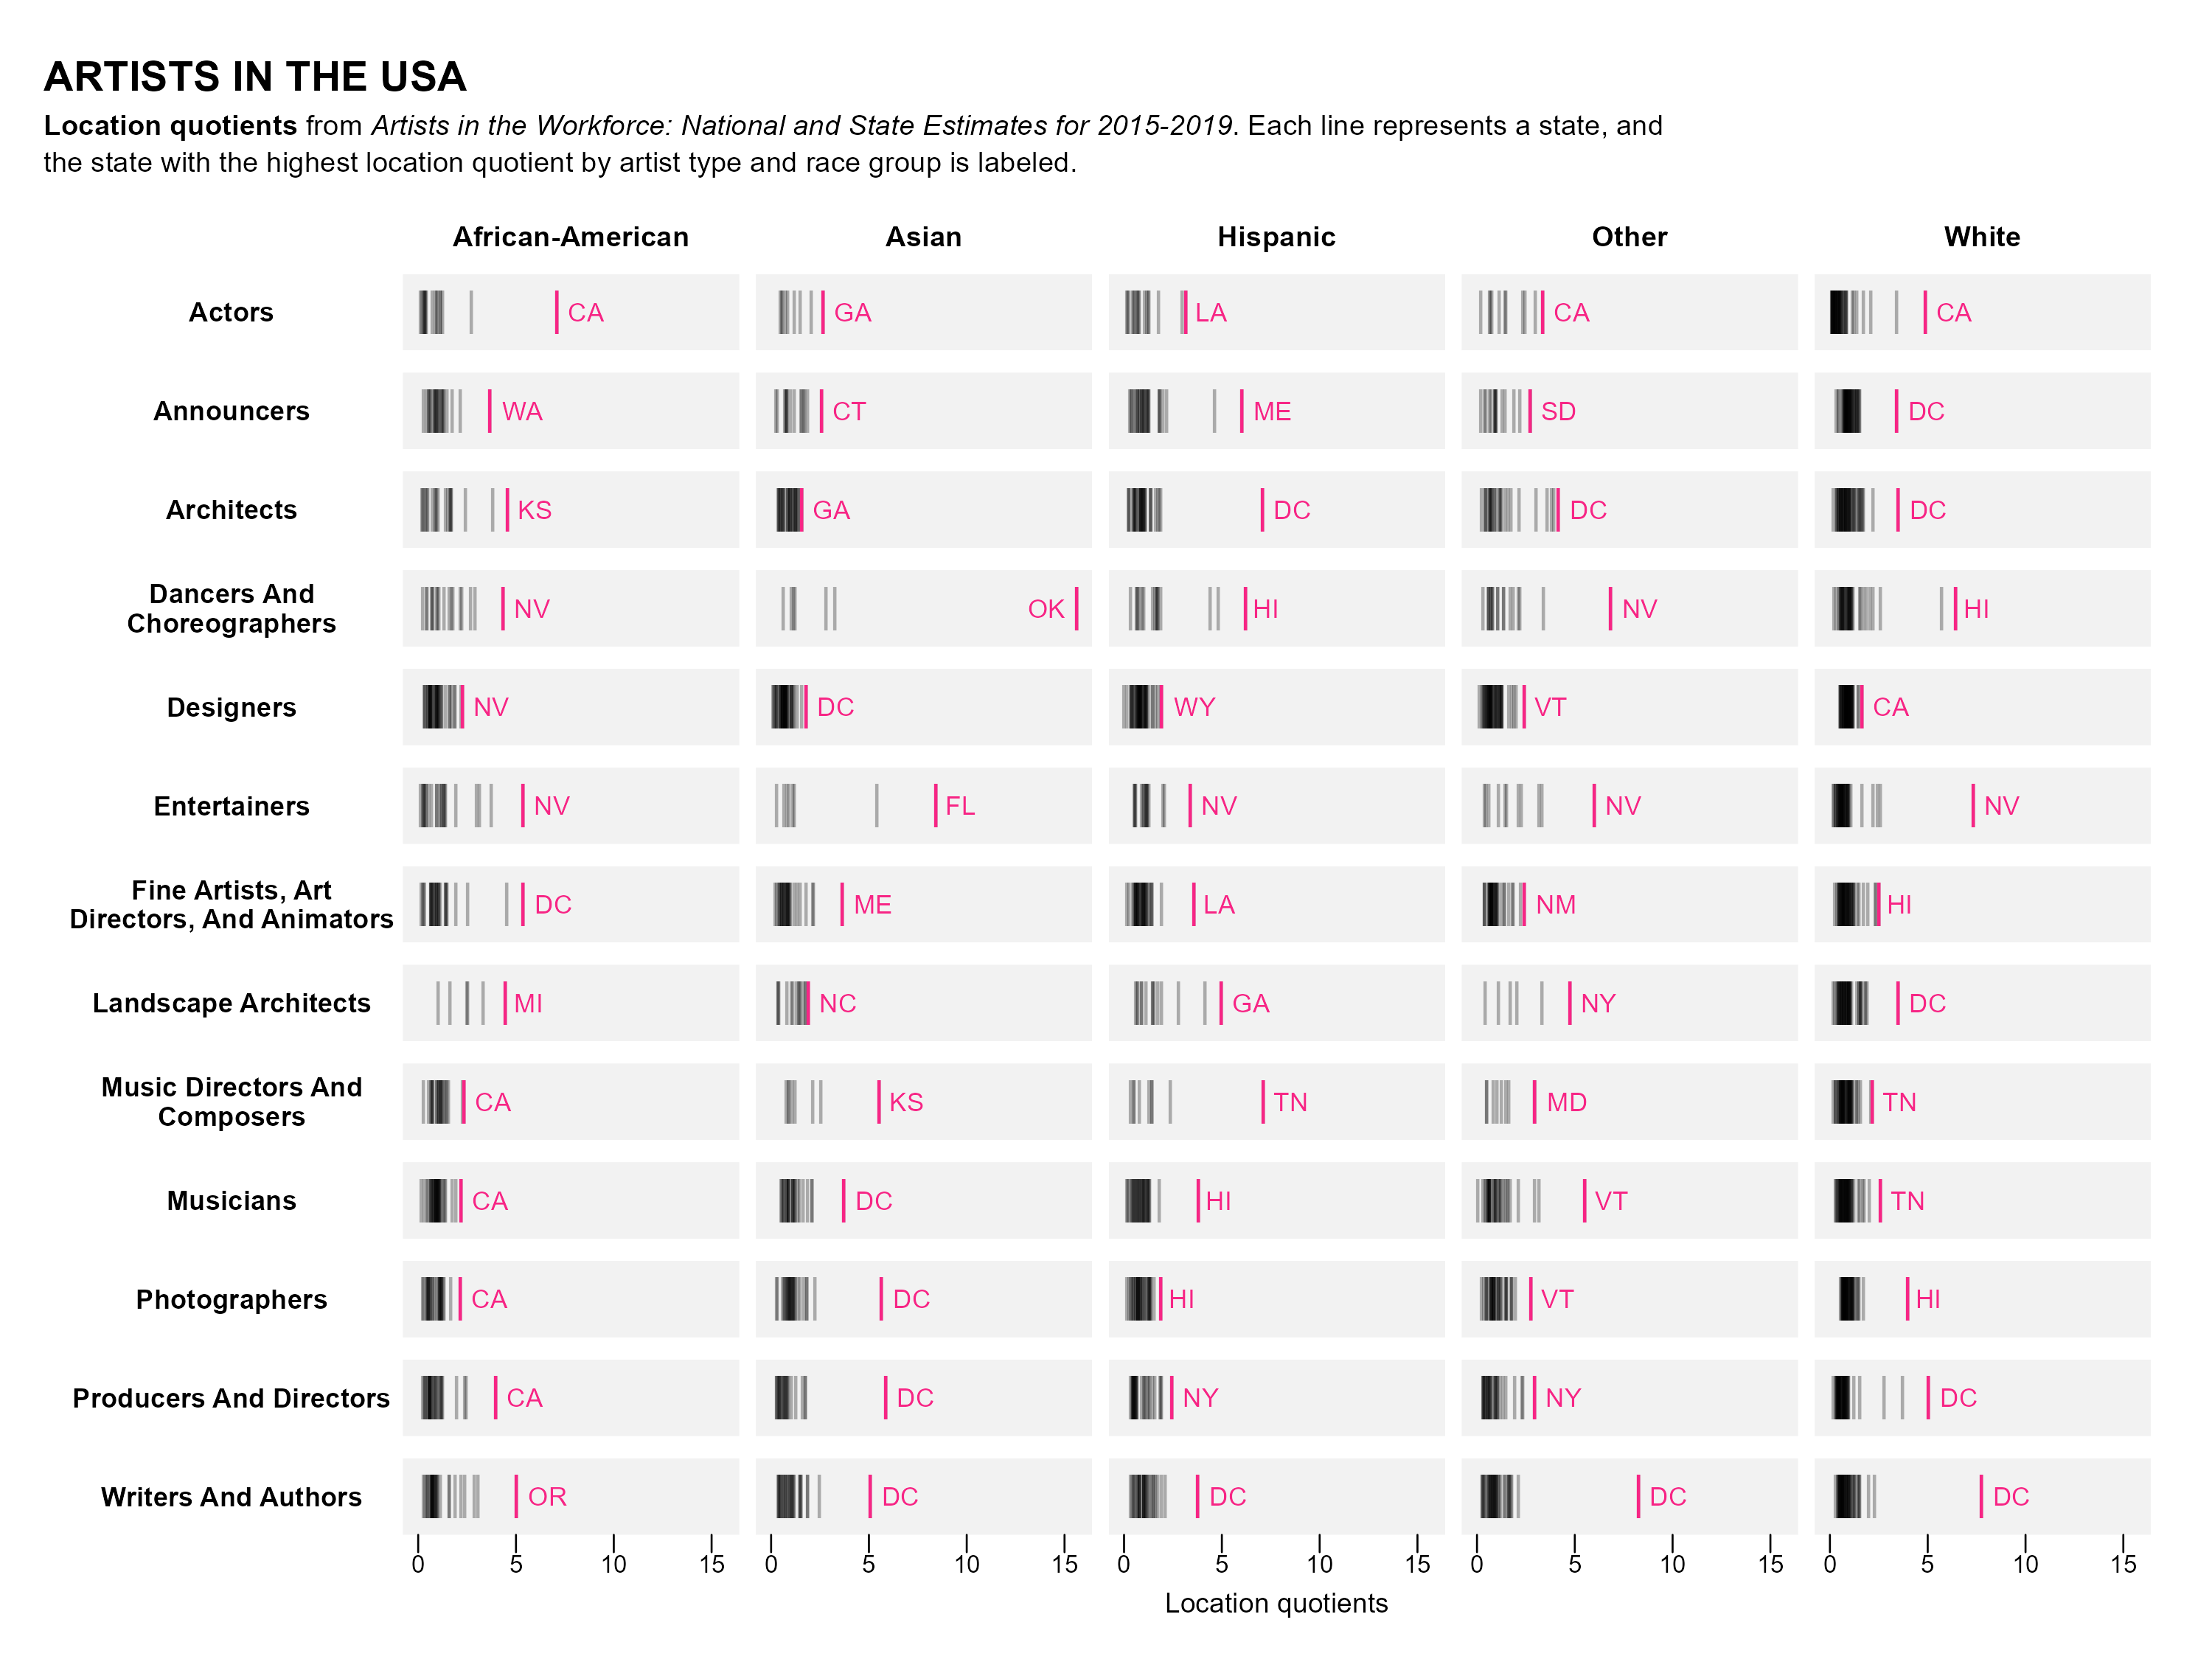 ARTISTS IN THE USA
Location quotients from Artists in the Workforce: National and State Estimates for 2015-2019. Each line represents a state, and
the state with the highest location quotient by artist type and race group is labeled.
African-American Asian Hispanic Other White
Actors CA GA LA CA CA
Announcers WA CT ME SD DC
Architects KS GA DC DC DC
Dancers And
Choreographers NV OK HI NV HI
Designers NV DC WY VT CA
Entertainers NV FL NV NV NV
Fine Artists, Art
Directors, And Animators DC ME LA NM HI
Landscape Architects MI NC GA NY DC
Music Directors And
Composers CA KS TN MD TN
Musicians CA DC HI VT TN
Photographers CA DC HI VT HI
Producers And Directors CA DC NY NY DC
Writers And Authors OR DC DC DC DC
0 5 10 15 0 5 10 15 0 5 10 15 0 5 10 15 0 5 10 15
Location quotients